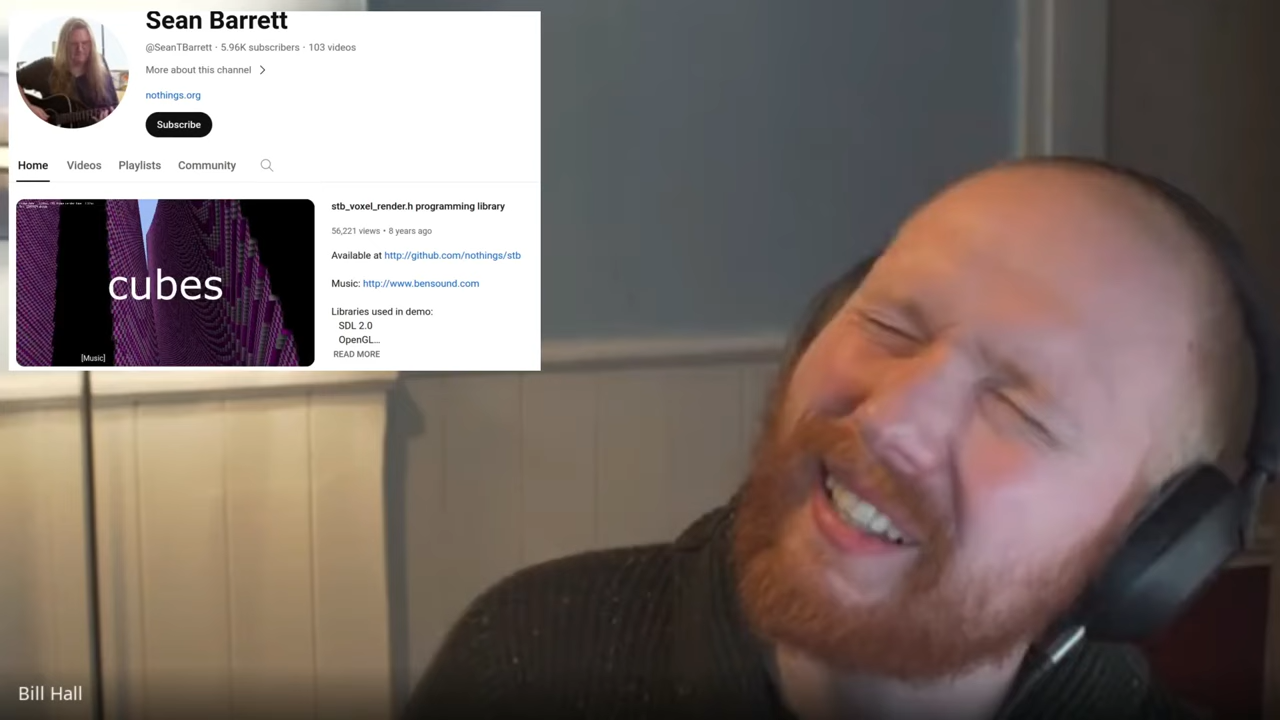 Sean Barrett
@SeanTBarrett · 5.96K subscribers · 103 videos
More about this channel
nothings.org
Subscribe
Home Videos Playlists Community
cubes
[Music]
stb_voxel_render.h programming library
56,221 views • 8 years ago
Available at http://github.com/nothings/stb
Music: http://www.bensound.com
Libraries used in demo:
SDL 2.0
OpenGL...
READ MORE
Bill Hall